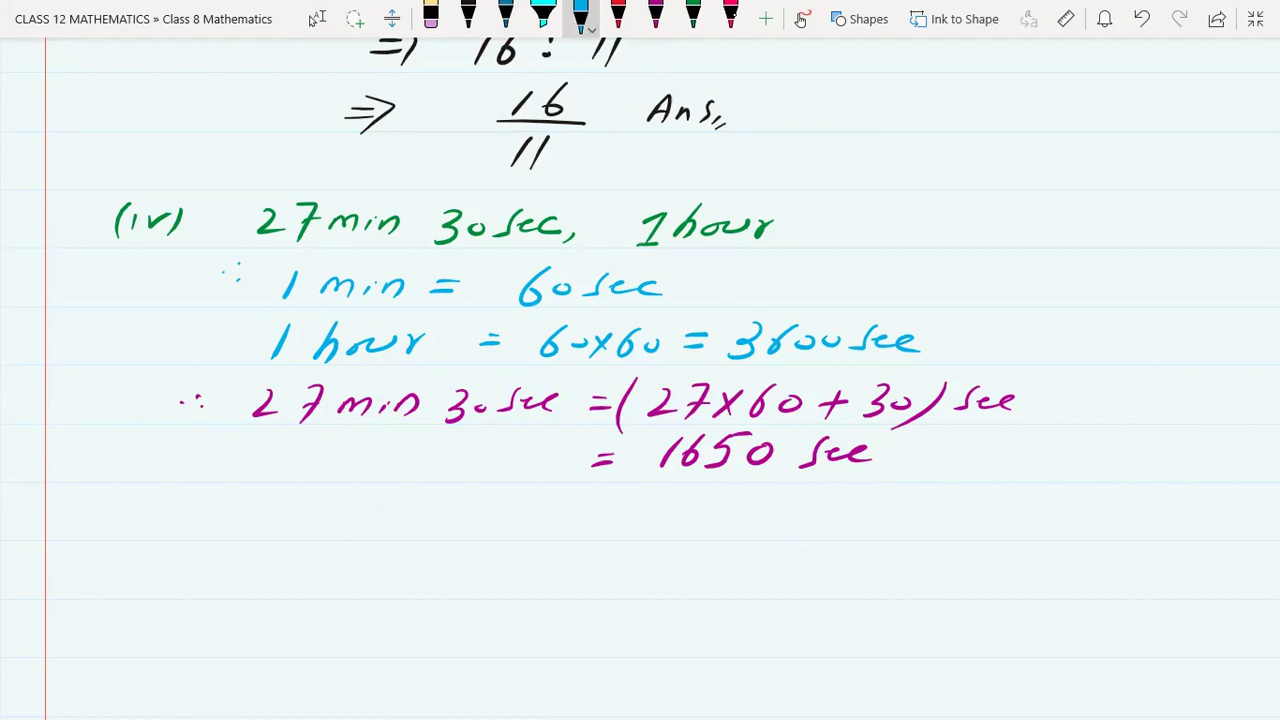 CLASS 12 MATHEMATICS » Class 8 Mathematics Shapes Ink to Shape
=> 16 : 11
=> 16/11 Ans,,
(iv) 27 min 30 sec, 1 hour
∵ 1 min = 60 sec
1 hour = 60×60 = 3600 sec
∴ 27 min 30 sec = (27×60 + 30) sec
= 1650 sec